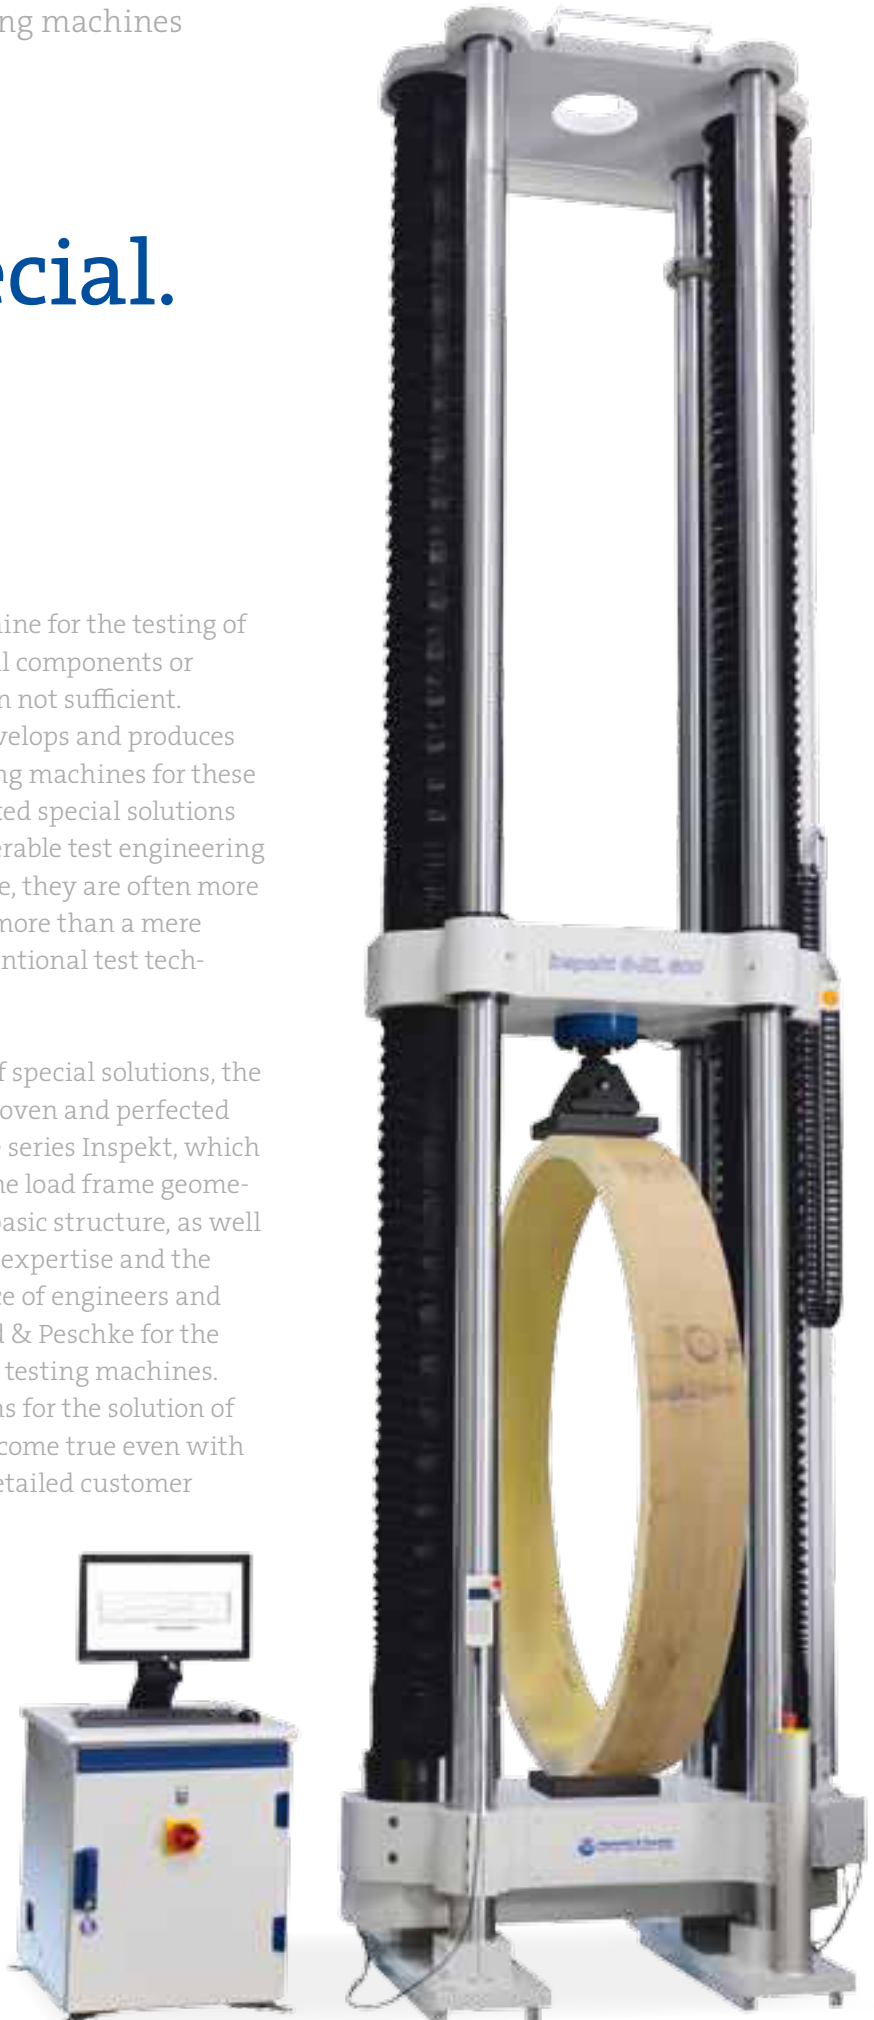 ng machines
ecial.
ine for the testing of
l components or
n not sufficient.
velops and produces
ng machines for these
ted special solutions
erable test engineering
e, they are often more
more than a mere
entional test tech-
f special solutions, the
oven and perfected
e series Inspekt, which
he load frame geome-
basic structure, as well
expertise and the
ce of engineers and
d & Peschke for the
testing machines.
ns for the solution of
come true even with
etailed customer